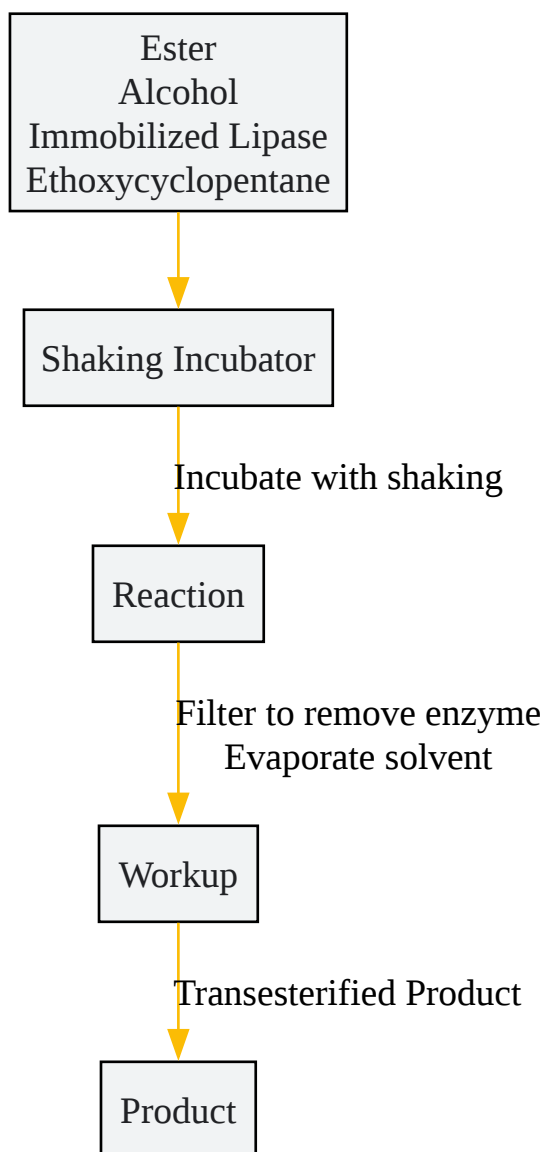 Ester
Alcohol
Immobilized Lipase
Ethoxycyclopentane
Shaking Incubator
Incubate with shaking
Reaction
Filter to remove enzyme
Evaporate solvent
Workup
Transesterified Product
Product